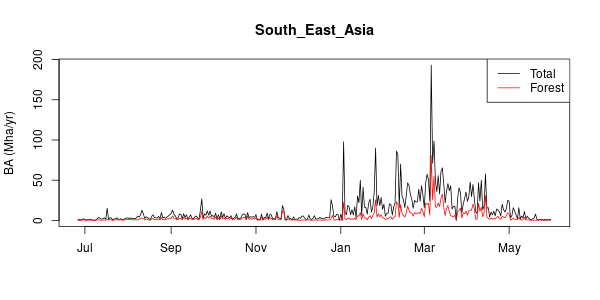 South_East_Asia
BA (Mha/yr)
200
150
100
50
0
Total
Forest
Jul Sep Nov Jan Mar May